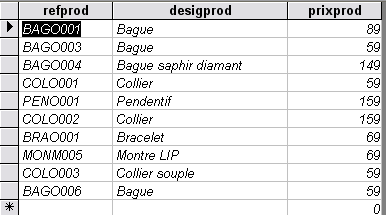 refprod desigprod prixprod
BAGO001 Bague 89
BAGO003 Bague 59
BAGO004 Bague saphir diamant 149
COLO001 Collier 59
PENO001 Pendentif 159
COLO002 Collier 159
BRAO001 Bracelet 69
MONM005 Montre LIP 69
COLO003 Collier souple 59
BAGO006 Bague 59
0